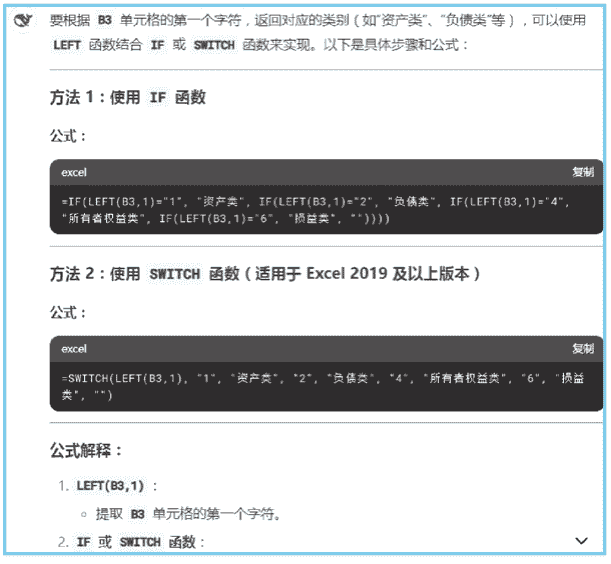 要根据 B3 单元格的第一个字符，返回对应的类别（如“资产类”、“负债类”等），可以使用
LEFT 函数结合 IF 或 SWITCH 函数来实现。以下是具体步骤和公式：
方法 1：使用 IF 函数
公式：
excel 复制
=IF(LEFT(B3,1)="1", "资产类", IF(LEFT(B3,1)="2", "负债类", IF(LEFT(B3,1)="4",
"所有者权益类", IF(LEFT(B3,1)="6", "损益类", ""))))
方法 2：使用 SWITCH 函数（适用于 Excel 2019 及以上版本）
公式：
excel 复制
=SWITCH(LEFT(B3,1), "1", "资产类", "2", "负债类", "4", "所有者权益类", "6", "损益
类", "")
公式解释：
1. LEFT(B3,1)：
◦ 提取 B3 单元格的第一个字符。
2. IF 或 SWITCH 函数：